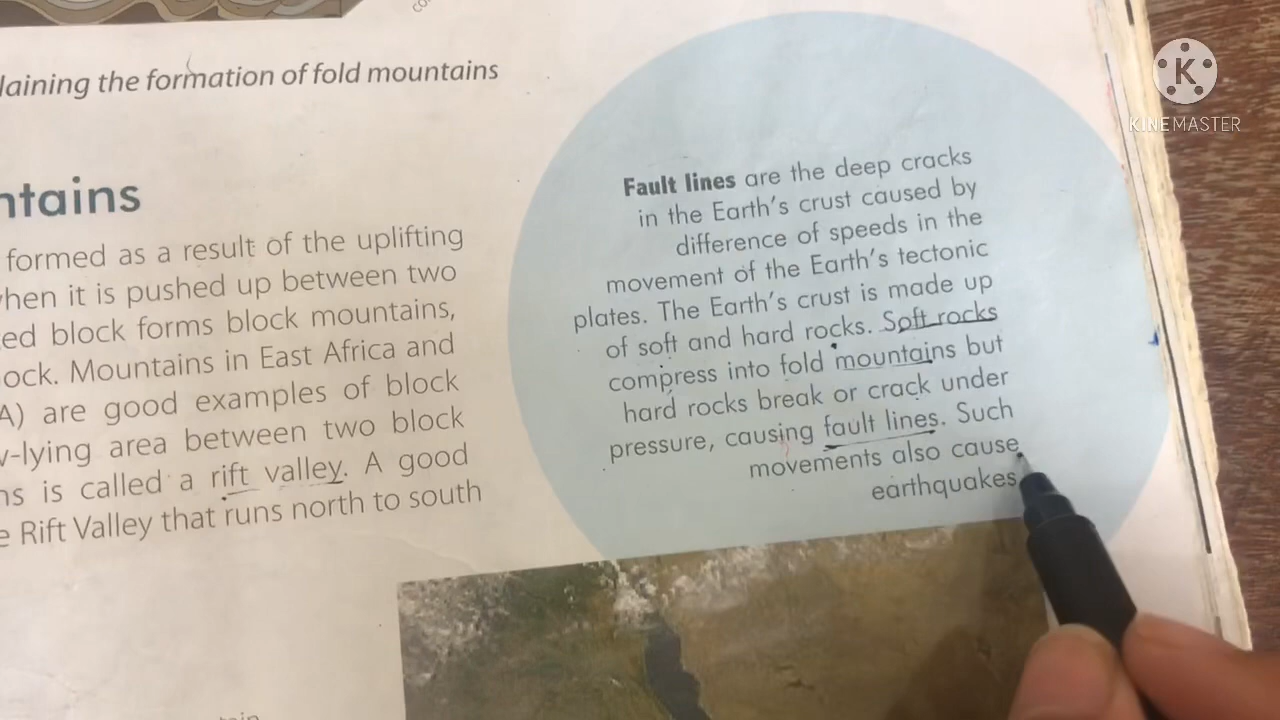 laining the formation of fold mountains
ntains
formed as a result of the uplifting
when it is pushed up between two
ed block forms block mountains,
ock. Mountains in East Africa and
A) are good examples of block
w-lying area between two block
ns is called a rift valley. A good
e Rift Valley that runs north to south
Fault lines are the deep cracks
in the Earth's crust caused by
difference of speeds in the
movement of the Earth's tectonic
plates. The Earth's crust is made up
of soft and hard rocks. Soft rocks
compress into fold mountains but
hard rocks break or crack under
pressure, causing fault lines. Such
movements also cause
earthquakes
K
KINEMASTER